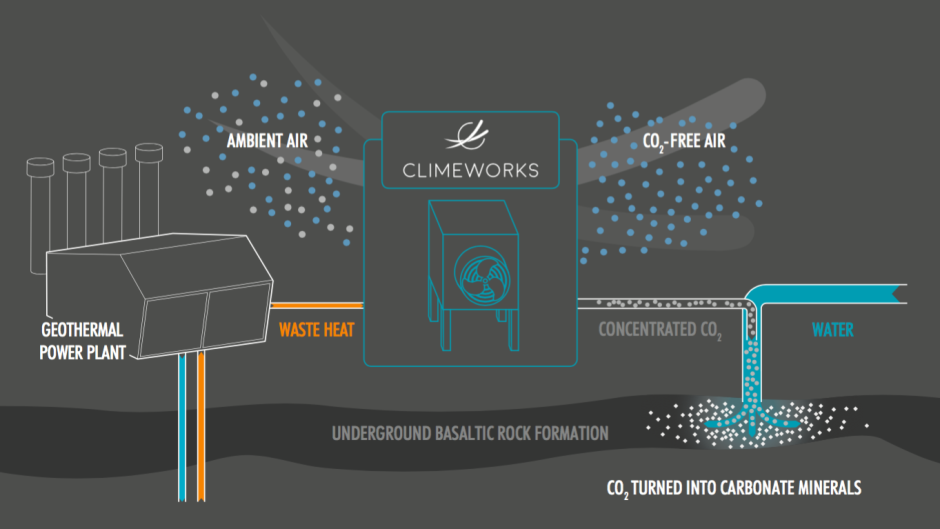 AMBIENT AIR
CLIMEWORKS
CO₂-FREE AIR
GEOTHERMAL
POWER PLANT
WASTE HEAT
CONCENTRATED CO₂
WATER
UNDERGROUND BASALTIC ROCK FORMATION
CO₂ TURNED INTO CARBONATE MINERALS